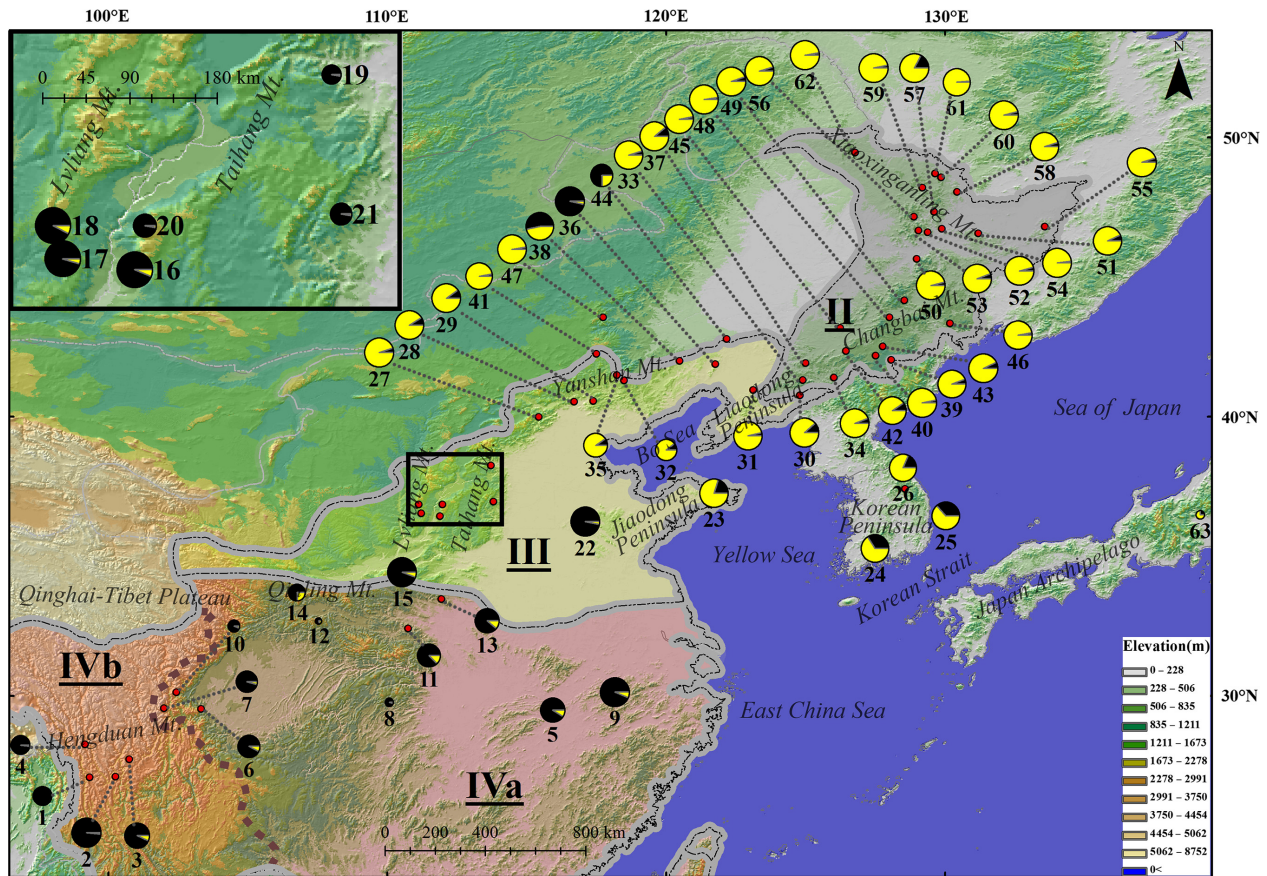 100°E 110°E 120°E 130°E
N
50°N
40°N
30°N
0 45 90 180 km
Lvliang Mt.
Taihang Mt.
19
18
20
21
17
16
62
59
57
61
60
58
55
56
49
48
45
37
33
44
36
38
47
41
29
28
27
Xiaoxinganling Mt.
51
54
52
53
50
46
II
Changbai Mt.
43
39
40
42
34
30
31
32
35
Yanshan Mt.
Liaodong
Peninsula
Bo Sea
Sea of Japan
26
25
24
23
22
63
Lvliang Mt.
Taihang Mt.
III
Jiaodong
Peninsula
Korean
Peninsula
Yellow Sea
Korean Strait
Japan Archipelago
Qinghai-Tibet Plateau
Qinling Mt.
15
14
12
10
13
11
IVb
7
8
9
5
Hengduan Mt.
4
6
1
2
3
IVa
East China Sea
0 200 400 800 km
Elevation(m)
0 – 228
228 – 506
506 – 835
835 – 1211
1211 – 1673
1673 – 2278
2278 – 2991
2991 – 3750
3750 – 4454
4454 – 5062
5062 – 8752
0<